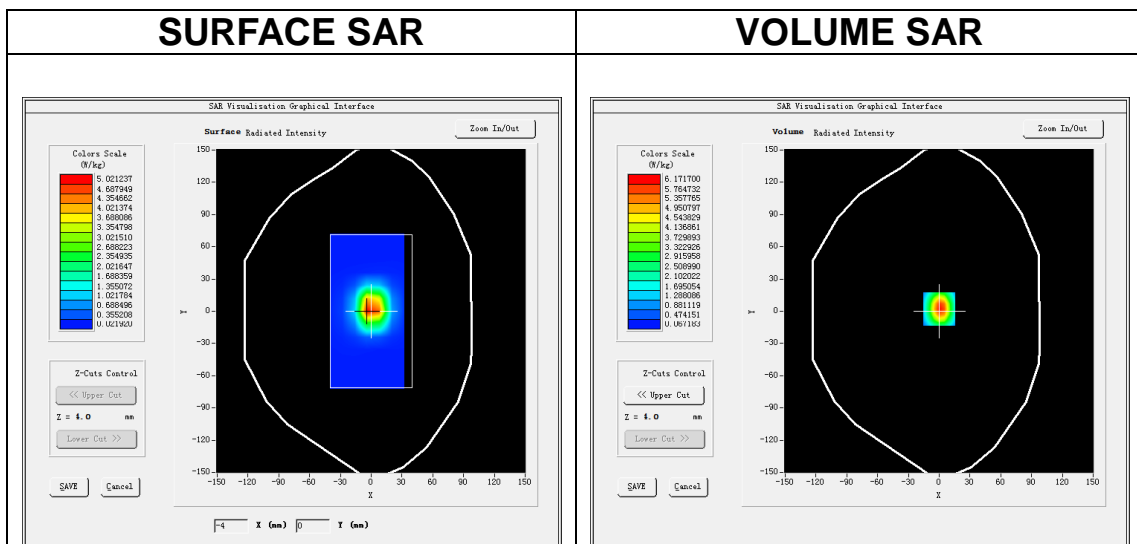 SURFACE SAR
VOLUME SAR
SAR Visualisation Graphical Interface
Surface Radiated Intensity
Zoom In/Out
Colors Scale
(W/kg)
5.021237
4.687949
4.354662
4.021374
3.688086
3.354798
3.021510
2.688223
2.354935
2.021647
1.688359
1.355072
1.021784
0.688496
0.355208
0.021920
Z-Cuts Control
<< Upper Cut
Z = 4.0 mm
Lower Cut >>
SAVE
Cancel
150
120
90
60
30
0
-30
-60
-90
-120
-150
Y
-150 -120 -90 -60 -30 0 30 60 90 120 150
X
-4 X (mm) 0 Y (mm)
SAR Visualisation Graphical Interface
Volume Radiated Intensity
Zoom In/Out
Colors Scale
(W/kg)
6.171700
5.764732
5.357765
4.950797
4.543829
4.136861
3.729893
3.322926
2.915958
2.508990
2.102022
1.695054
1.288086
0.881119
0.474151
0.067183
Z-Cuts Control
<< Upper Cut
Z = 4.0 mm
Lower Cut >>
SAVE
Cancel
150
120
90
60
30
0
-30
-60
-90
-120
-150
Y
-150 -120 -90 -60 -30 0 30 60 90 120 150
X